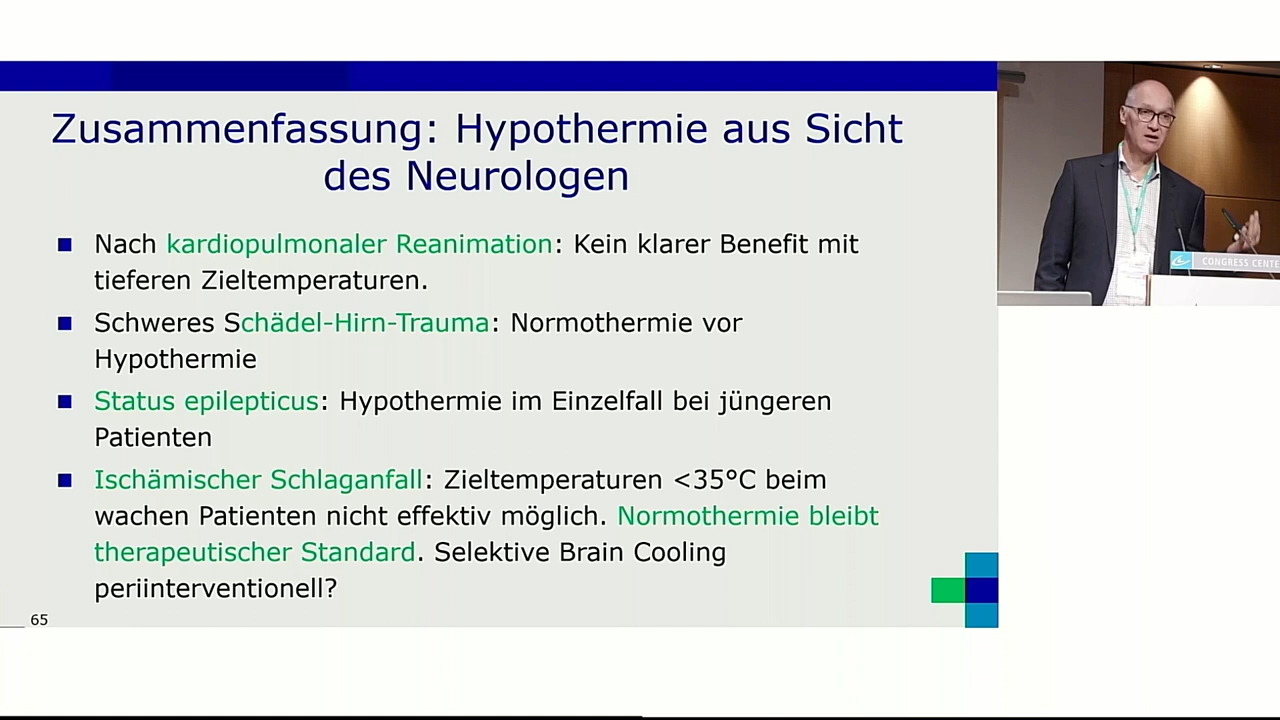 Zusammenfassung: Hypothermie aus Sicht
des Neurologen
Nach kardiopulmonaler Reanimation: Kein klarer Benefit mit
tieferen Zieltemperaturen.
Schweres Schädel-Hirn-Trauma: Normothermie vor
Hypothermie
Status epilepticus: Hypothermie im Einzelfall bei jüngeren
Patienten
Ischämischer Schlaganfall: Zieltemperaturen <35°C beim
wachen Patienten nicht effektiv möglich. Normothermie bleibt
therapeutischer Standard. Selektive Brain Cooling
periinterventionell?
65
CONGRESS CENTE